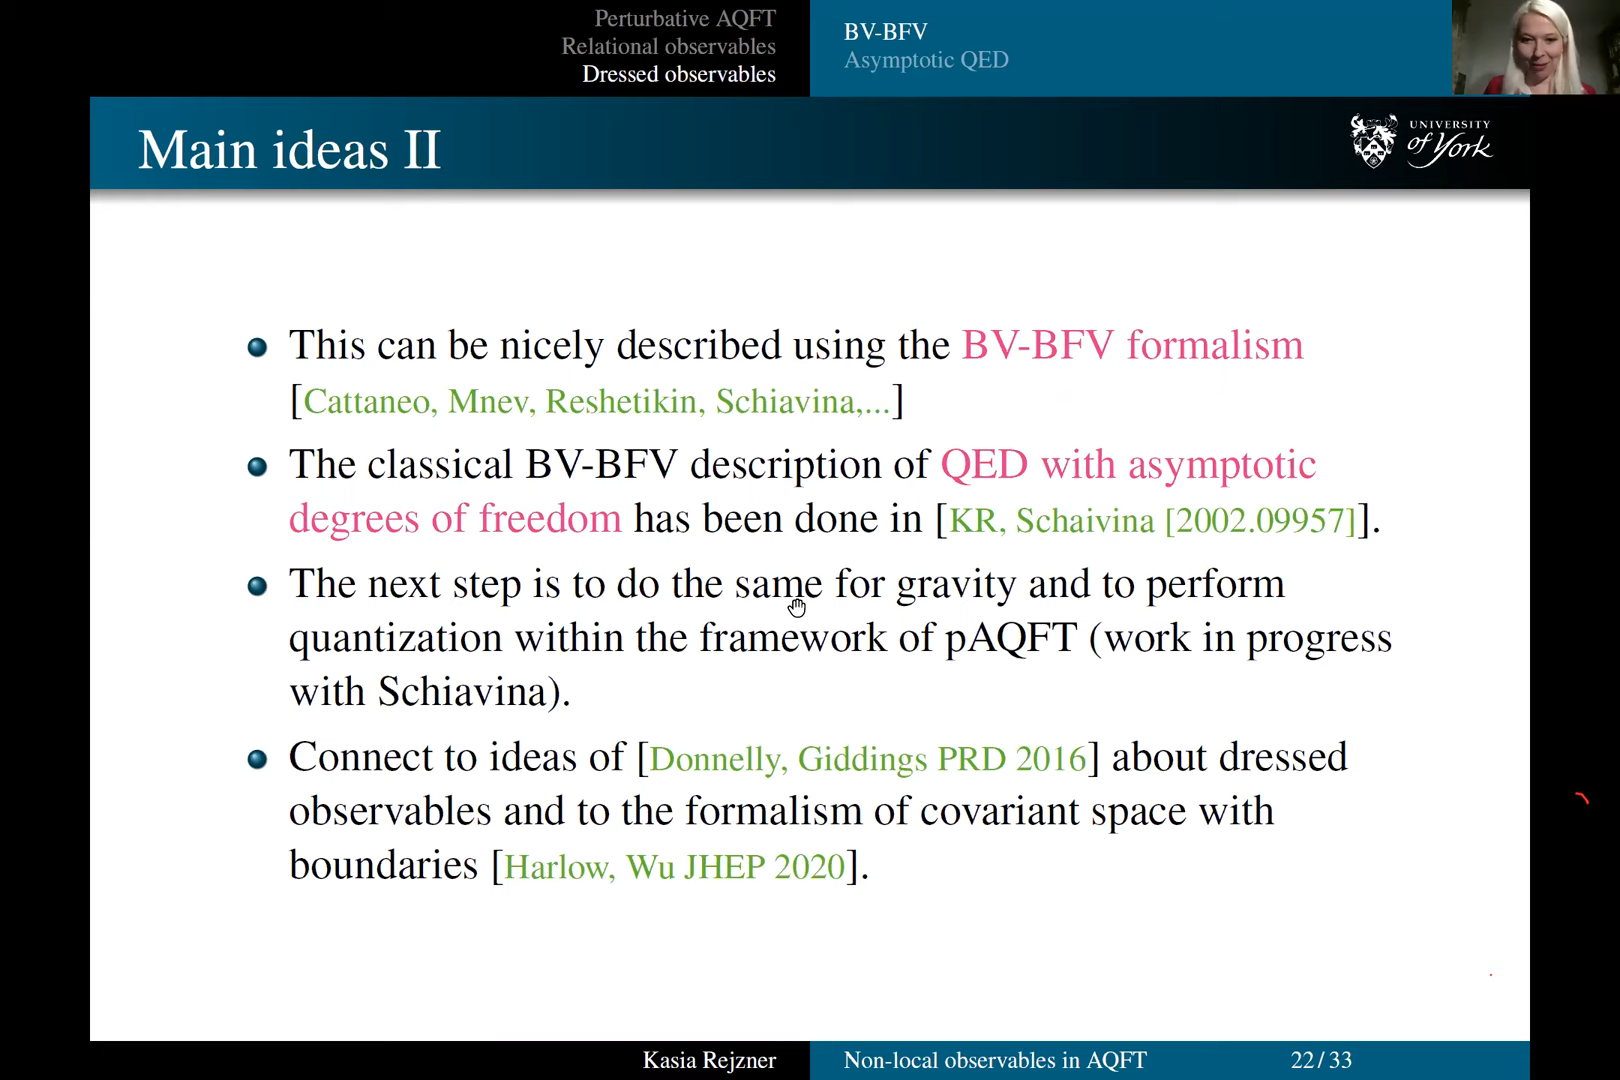 Perturbative AQFT
Relational observables
Dressed observables
BV-BFV
Asymptotic QED
Main ideas II
UNIVERSITY
of York
This can be nicely described using the BV-BFV formalism
[Cattaneo, Mnev, Reshetikin, Schiavina,...]
The classical BV-BFV description of QED with asymptotic
degrees of freedom has been done in [KR, Schaivina [2002.09957]].
The next step is to do the same for gravity and to perform
quantization within the framework of pAQFT (work in progress
with Schiavina).
Connect to ideas of [Donnelly, Giddings PRD 2016] about dressed
observables and to the formalism of covariant space with
boundaries [Harlow, Wu JHEP 2020].
Kasia Rejzner
Non-local observables in AQFT
22 / 33